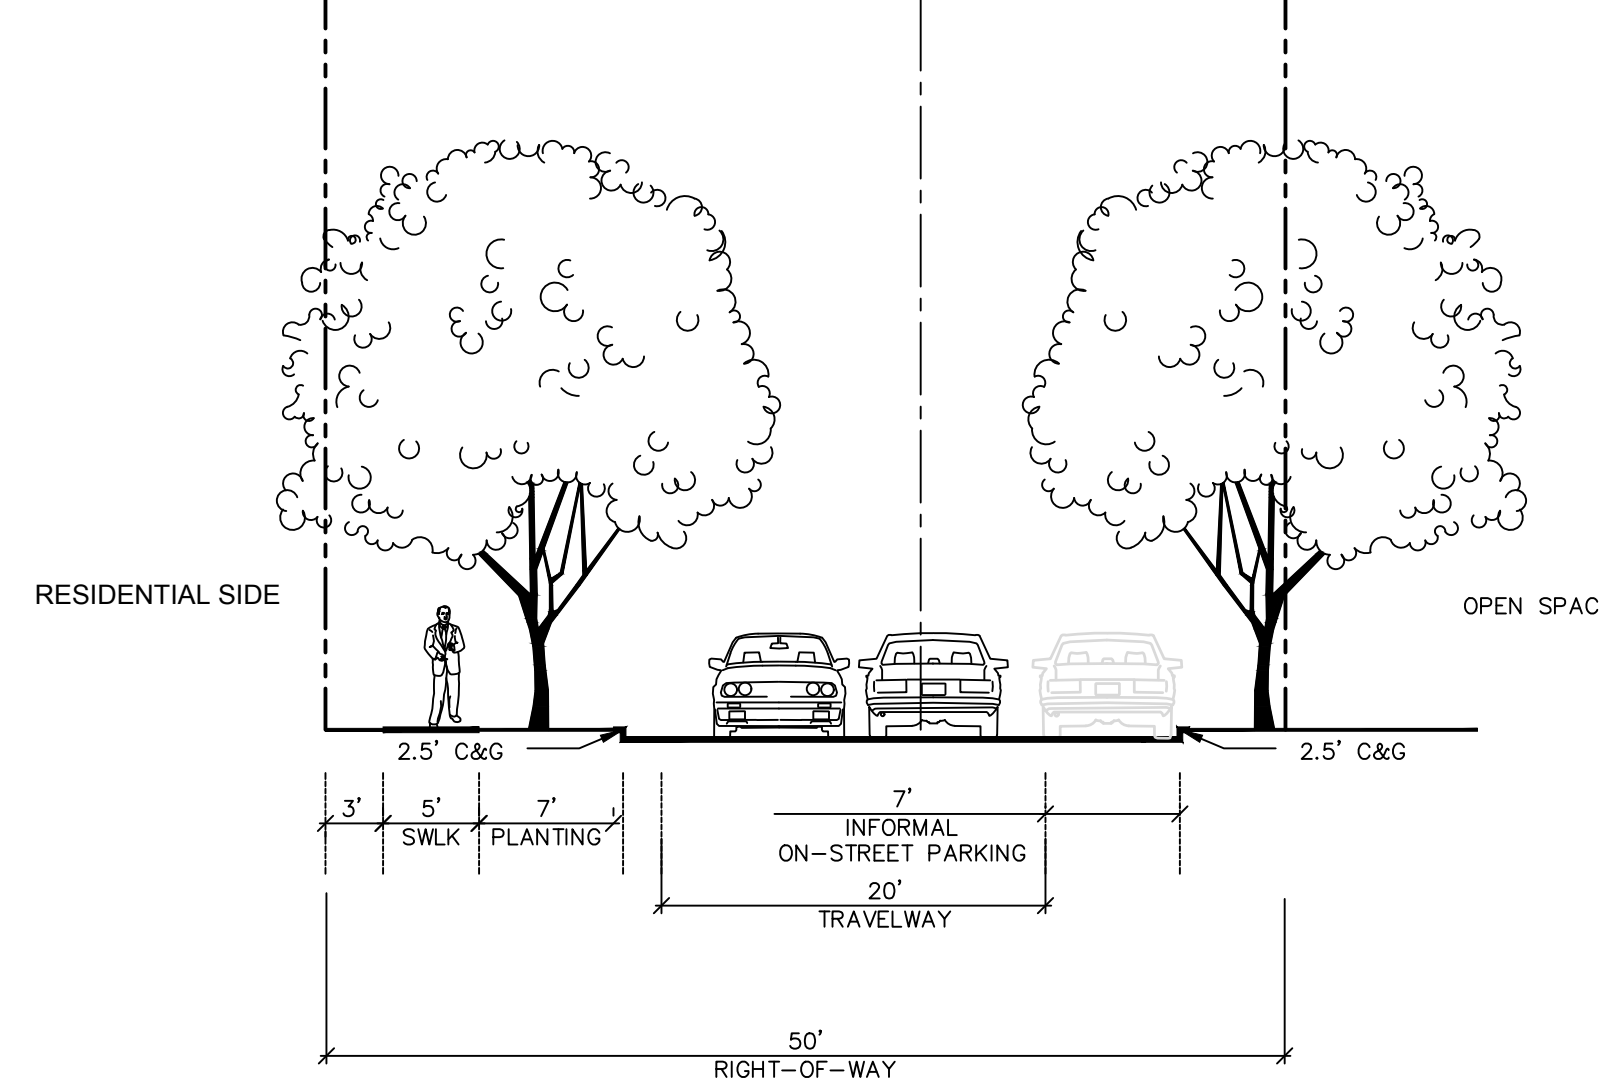 RESIDENTIAL SIDE
OPEN SPAC
2.5' C&G
2.5' C&G
3'
5'
SWLK
7'
PLANTING
7'
INFORMAL
ON-STREET PARKING
20'
TRAVELWAY
50'
RIGHT-OF-WAY